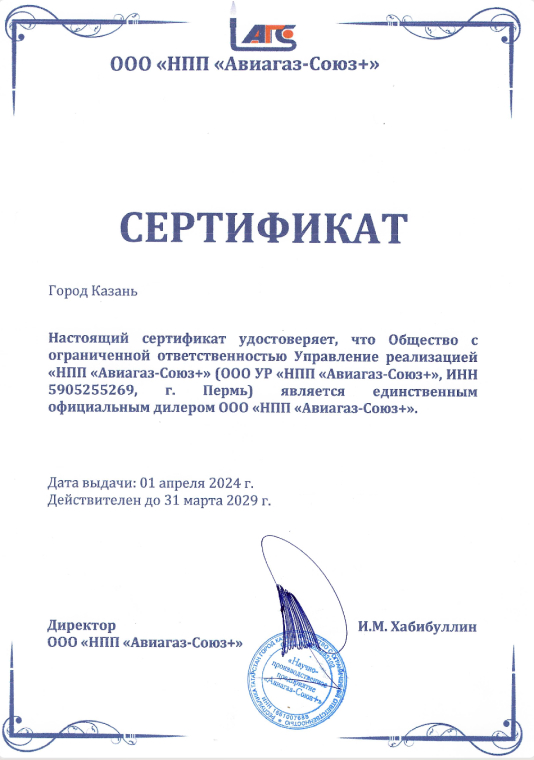 АГС
ООО «НПП «Авиагаз-Союз+»
СЕРТИФИКАТ
Город Казань
Настоящий сертификат удостоверяет, что Общество с
ограниченной ответственностью Управление реализацией
«НПП «Авиагаз-Союз+» (ООО УР «НПП «Авиагаз-Союз+», ИНН
5905255269, г. Пермь) является единственным
официальным дилером ООО «НПП «Авиагаз-Союз+».
Дата выдачи: 01 апреля 2024 г.
Действителен до 31 марта 2029 г.
Директор
ООО «НПП «Авиагаз-Союз+»
И.М. Хабибуллин
«Научно-
производственное
предприятие
«Авиагаз-Союз+»